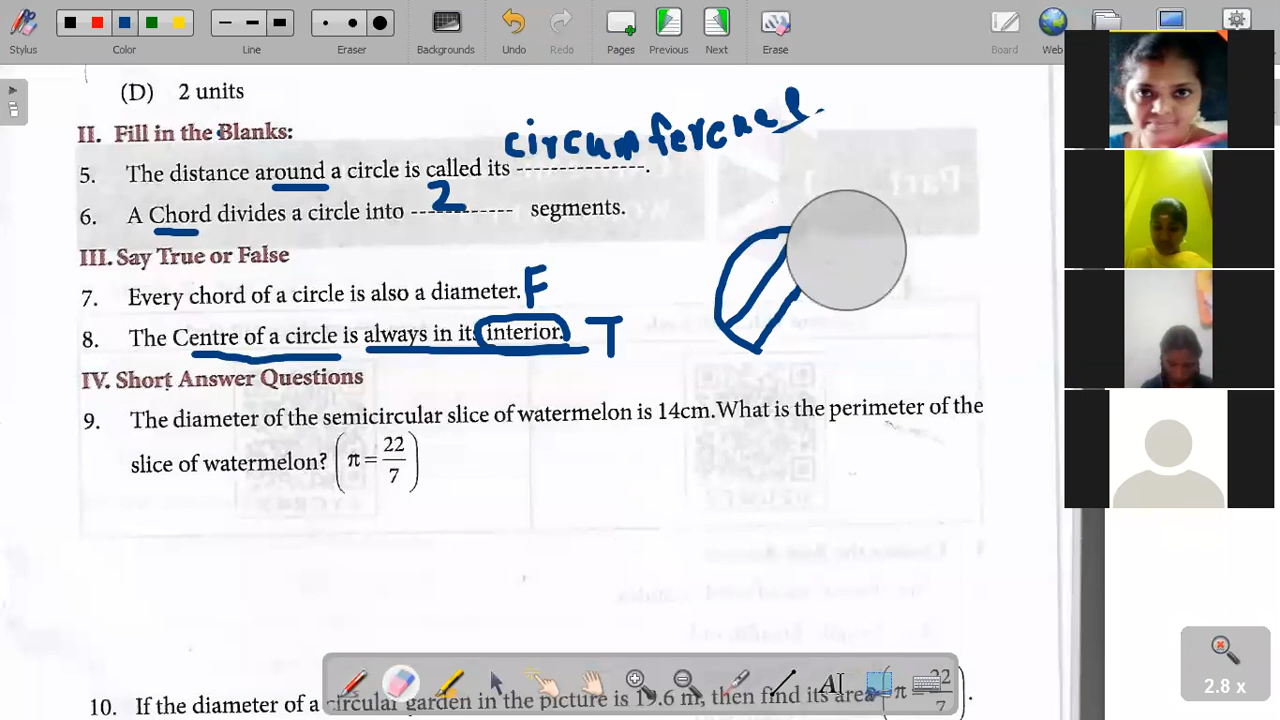 Stylus Color Line Eraser Backgrounds Undo Redo Pages Previous Next Erase Board Web
(D) 2 units
II. Fill in the Blanks:
circumference
5. The distance around a circle is called its ---------------.
6. A Chord divides a circle into ----2------- segments.
III. Say True or False
7. Every chord of a circle is also a diameter. F
8. The Centre of a circle is always in its interior. T
IV. Short Answer Questions
9. The diameter of the semicircular slice of watermelon is 14cm.What is the perimeter of the
slice of watermelon? (π = 22/7)
10. If the diameter of a circular garden in the picture is 19.6 m, then find its area (π = 22/7).
2.8 x